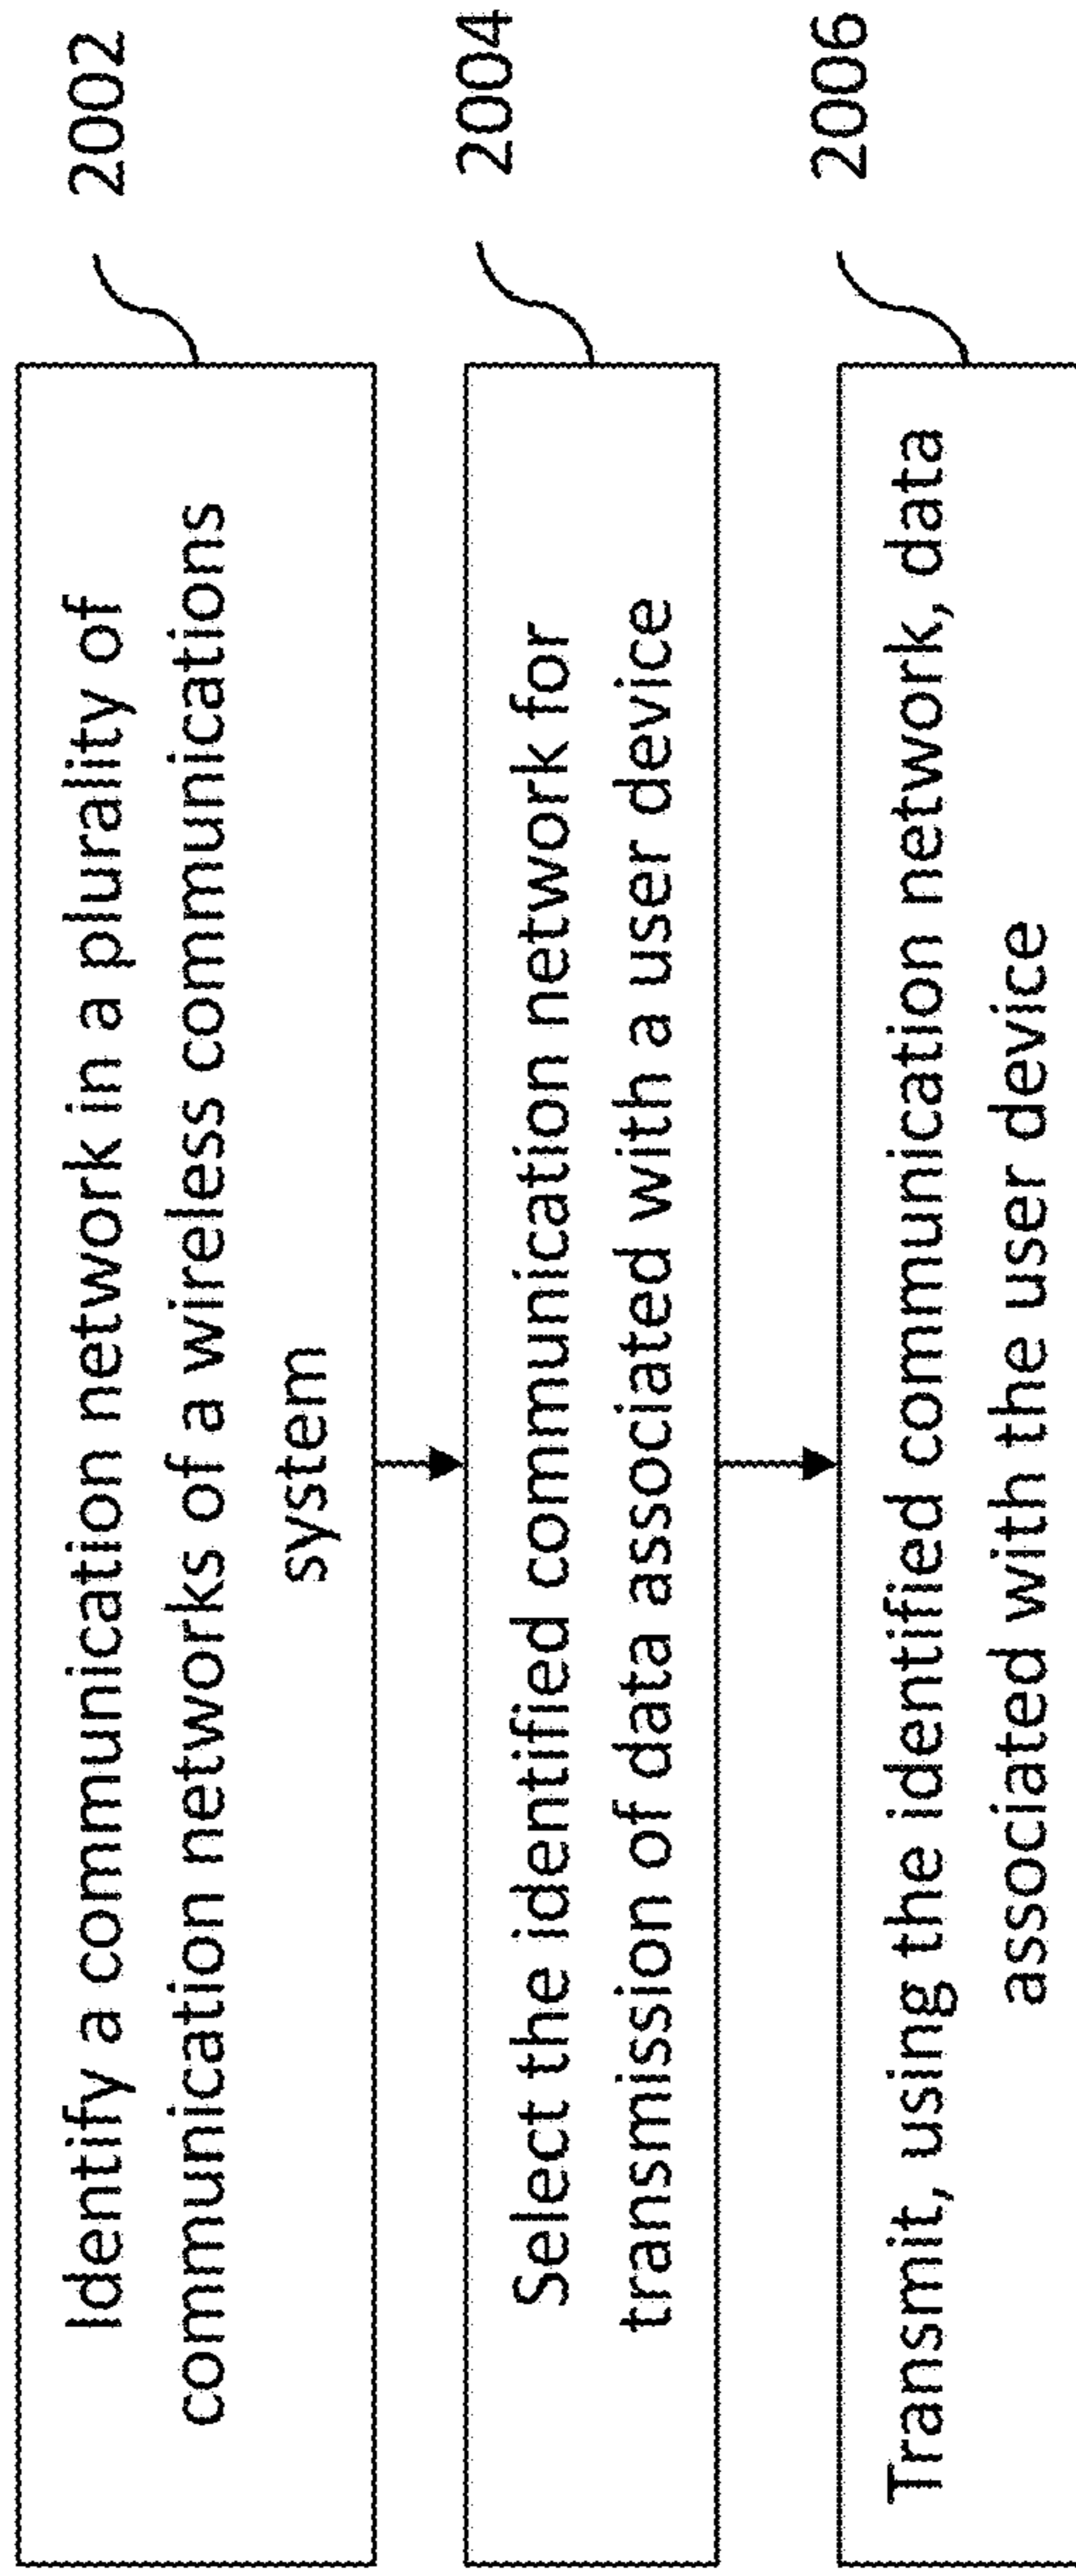 Identify a communication network in a plurality of
communication networks of a wireless communications
system
2002
Select the identified communication network for
transmission of data associated with a user device
2004
Transmit, using the identified communication network, data
associated with the user device
2006